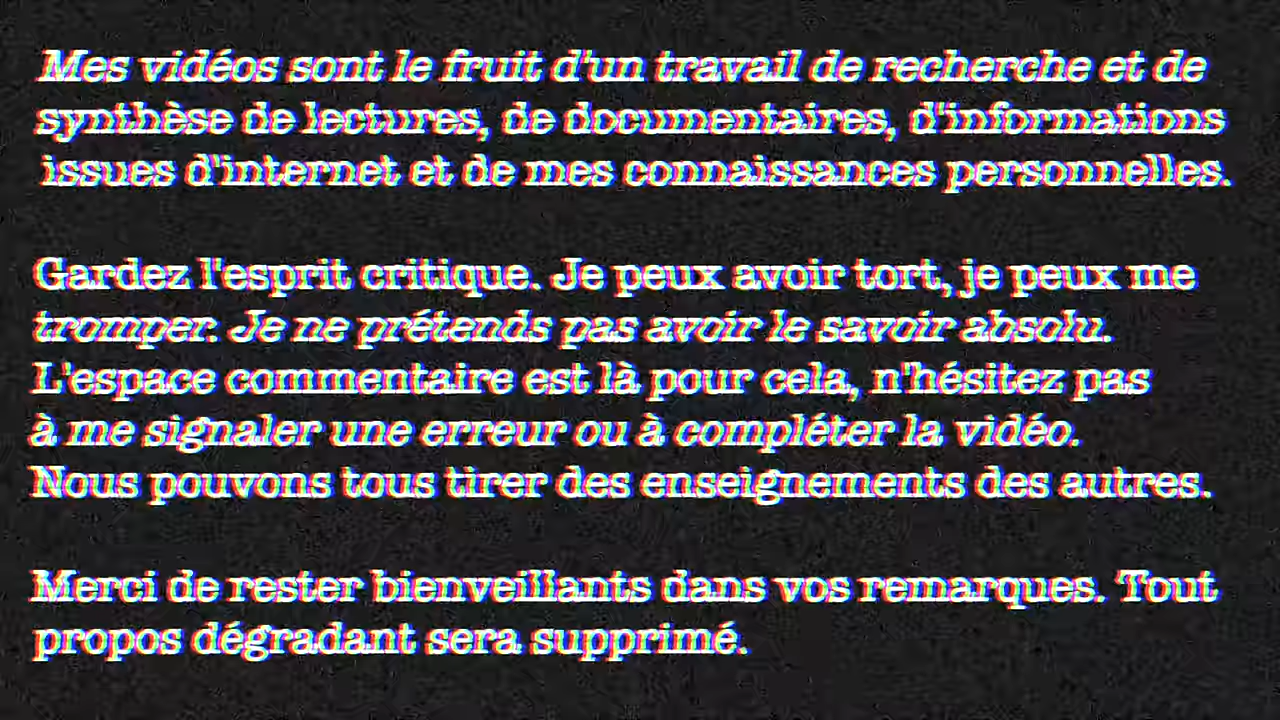 Mes vidéos sont le fruit d'un travail de recherche et de
synthèse de lectures, de documentaires, d'informations
issues d'internet et de mes connaissances personnelles.
Gardez l'esprit critique. Je peux avoir tort, je peux me
tromper. Je ne prétends pas avoir le savoir absolu.
L'espace commentaire est là pour cela, n'hésitez pas
à me signaler une erreur ou à compléter la vidéo.
Nous pouvons tous tirer des enseignements des autres.
Merci de rester bienveillants dans vos remarques. Tout
propos dégradant sera supprimé.